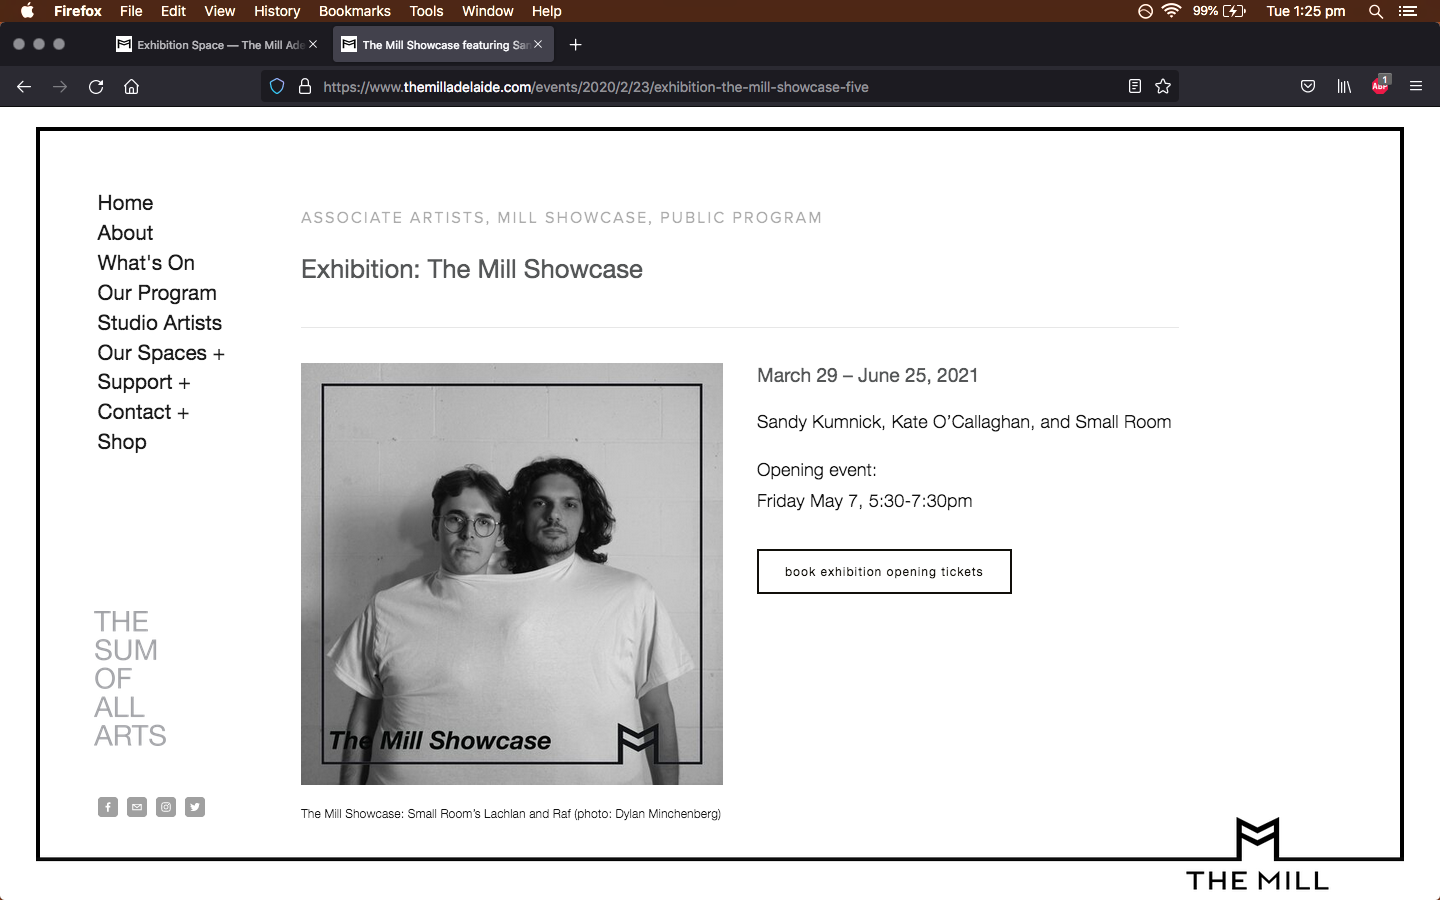 Firefox File Edit View History Bookmarks Tools Window Help 99% Tue 1:25 pm
Exhibition Space — The Mill Ade
The Mill Showcase featuring Sar
https://www.themilladelaide.com/events/2020/2/23/exhibition-the-mill-showcase-five
1
ABP
Home
About
What's On
Our Program
Studio Artists
Our Spaces +
Support +
Contact +
Shop
THE
SUM
OF
ALL
ARTS
ASSOCIATE ARTISTS, MILL SHOWCASE, PUBLIC PROGRAM
Exhibition: The Mill Showcase
The Mill Showcase
The Mill Showcase: Small Room’s Lachlan and Raf (photo: Dylan Minchenberg)
March 29 – June 25, 2021
Sandy Kumnick, Kate O’Callaghan, and Small Room
Opening event:
Friday May 7, 5:30-7:30pm
book exhibition opening tickets
THE MILL